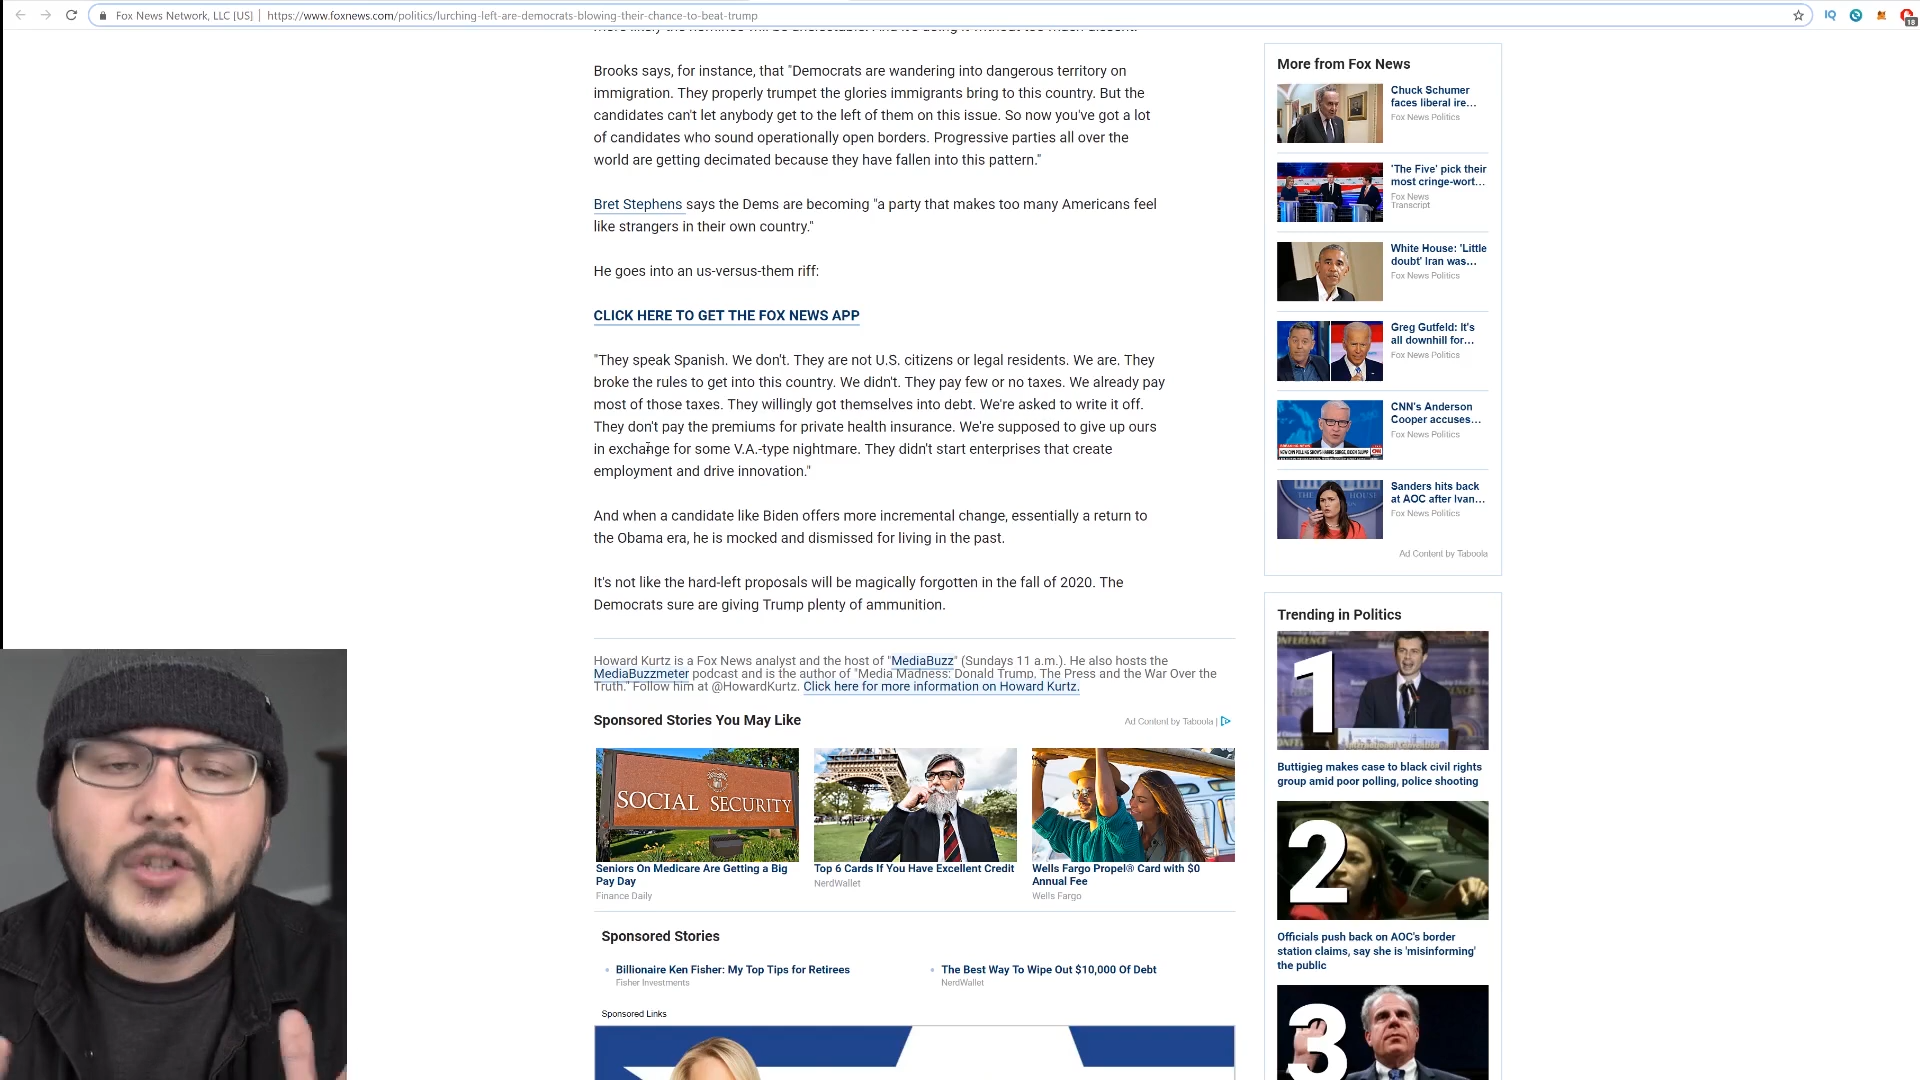 Fox News Network, LLC [US] | https://www.foxnews.com/politics/lurching-left-are-democrats-blowing-their-chance-to-beat-trump
18
Brooks says, for instance, that "Democrats are wandering into dangerous territory on
immigration. They properly trumpet the glories immigrants bring to this country. But the
candidates can't let anybody get to the left of them on this issue. So now you've got a lot
of candidates who sound operationally open borders. Progressive parties all over the
world are getting decimated because they have fallen into this pattern."
Bret Stephens says the Dems are becoming "a party that makes too many Americans feel
like strangers in their own country."
He goes into an us-versus-them riff:
CLICK HERE TO GET THE FOX NEWS APP
"They speak Spanish. We don't. They are not U.S. citizens or legal residents. We are. They
broke the rules to get into this country. We didn't. They pay few or no taxes. We already pay
most of those taxes. They willingly got themselves into debt. We're asked to write it off.
They don't pay the premiums for private health insurance. We're supposed to give up ours
in exchange for some V.A.-type nightmare. They didn't start enterprises that create
employment and drive innovation."
And when a candidate like Biden offers more incremental change, essentially a return to
the Obama era, he is mocked and dismissed for living in the past.
It's not like the hard-left proposals will be magically forgotten in the fall of 2020. The
Democrats sure are giving Trump plenty of ammunition.
Howard Kurtz is a Fox News analyst and the host of "MediaBuzz" (Sundays 11 a.m.). He also hosts the
MediaBuzzmeter podcast and is the author of "Media Madness: Donald Trump, The Press and the War Over the
Truth." Follow him at @HowardKurtz. Click here for more information on Howard Kurtz.
Sponsored Stories You May Like
Ad Content by Taboola |
SOCIAL SECURITY
Seniors On Medicare Are Getting a Big
Pay Day
Finance Daily
Top 6 Cards If You Have Excellent Credit
NerdWallet
Wells Fargo Propel® Card with $0
Annual Fee
Wells Fargo
Sponsored Stories
Billionaire Ken Fisher: My Top Tips for Retirees
Fisher Investments
The Best Way To Wipe Out $10,000 Of Debt
NerdWallet
Sponsored Links
More from Fox News
Chuck Schumer
faces liberal ire...
Fox News Politics
'The Five' pick their
most cringe-wort...
Fox News
Transcript
White House: 'Little
doubt' Iran was...
Fox News Politics
Greg Gutfeld: It's
all downhill for...
Fox News Politics
CNN's Anderson
Cooper accuses...
Fox News Politics
Sanders hits back
at AOC after Ivan...
Fox News Politics
Ad Content by Taboola
Trending in Politics
1
Buttigieg makes case to black civil rights
group amid poor polling, police shooting
2
Officials push back on AOC's border
station claims, say she is 'misinforming'
the public
3